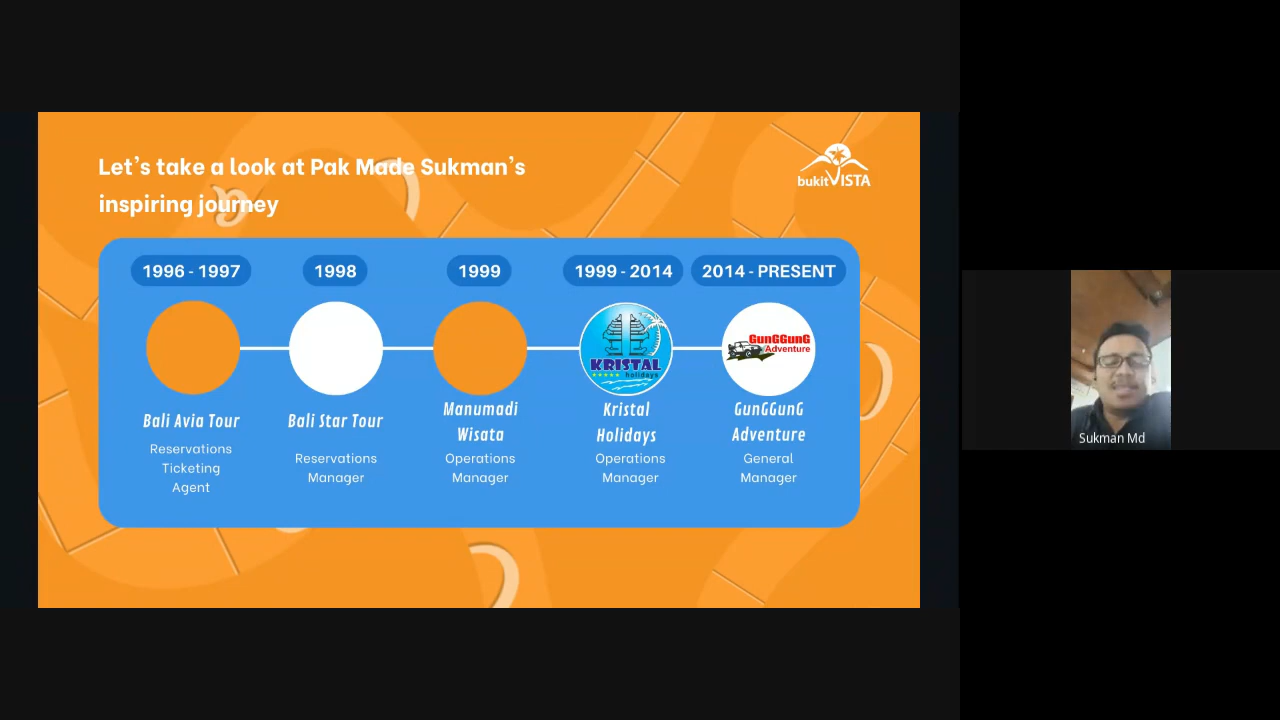 Let's take a look at Pak Made Sukman's
inspiring journey
bukit VISTA
1996 - 1997
1998
1999
1999 - 2014
2014 - PRESENT
KRISTAL
holidays
GunGGunG
Adventure
Bali Avia Tour
Reservations
Ticketing
Agent
Bali Star Tour
Reservations
Manager
Manumadi
Wisata
Operations
Manager
Kristal
Holidays
Operations
Manager
GunGGunG
Adventure
General
Manager
Sukman Md